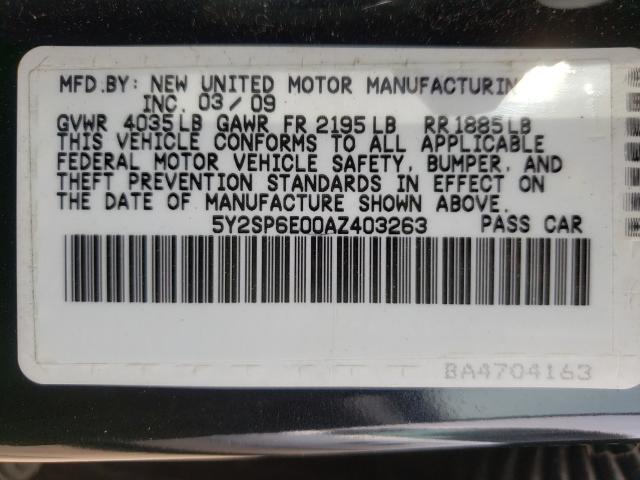 MFD.BY: NEW UNITED MOTOR MANUFACTURIN
INC. 03/09
GVWR 4035LB GAWR FR 2195LB RR 1885LB
THIS VEHICLE CONFORMS TO ALL APPLICABLE
FEDERAL MOTOR VEHICLE SAFETY, BUMPER, AND
THEFT PREVENTION STANDARDS IN EFFECT ON
THE DATE OF MANUFACTURE SHOWN ABOVE.
5Y2SP6E00AZ403263 PASS CAR
BA4704163